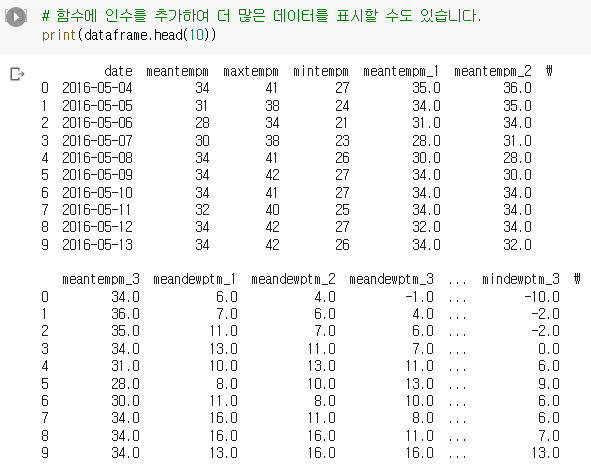 # 함수에 인수를 추가하여 더 많은 데이터를 표시할 수도 있습니다.
print(dataframe.head(10))
date meantempm maxtempm mintempm meantempm_1 meantempm_2 ₩
0 2016-05-04 34 41 27 35.0 36.0
1 2016-05-05 31 38 24 34.0 35.0
2 2016-05-06 28 34 21 31.0 34.0
3 2016-05-07 30 38 23 28.0 31.0
4 2016-05-08 34 41 26 30.0 28.0
5 2016-05-09 34 42 27 34.0 30.0
6 2016-05-10 34 41 27 34.0 34.0
7 2016-05-11 32 40 25 34.0 34.0
8 2016-05-12 34 42 27 32.0 34.0
9 2016-05-13 34 42 26 34.0 32.0
meantempm_3 meandewptm_1 meandewptm_2 meandewptm_3 ... mindewptm_3 ₩
0 34.0 6.0 4.0 -1.0 ... -10.0
1 36.0 7.0 6.0 4.0 ... -2.0
2 35.0 11.0 7.0 6.0 ... -2.0
3 34.0 13.0 11.0 7.0 ... 0.0
4 31.0 10.0 13.0 11.0 ... 6.0
5 28.0 8.0 10.0 13.0 ... 9.0
6 30.0 11.0 8.0 10.0 ... 6.0
7 34.0 16.0 11.0 8.0 ... 6.0
8 34.0 16.0 16.0 11.0 ... 7.0
9 34.0 13.0 16.0 16.0 ... 13.0